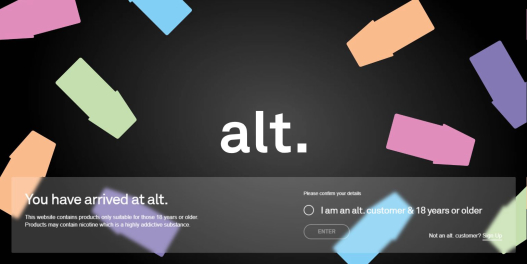 alt.
You have arrived at alt.
This website contains products only suitable for those 18 years or older.
Products may contain nicotine which is a highly addictive substance.
Please confirm your details
I am an alt. customer & 18 years or older
ENTER
Not an alt. customer? Sign Up